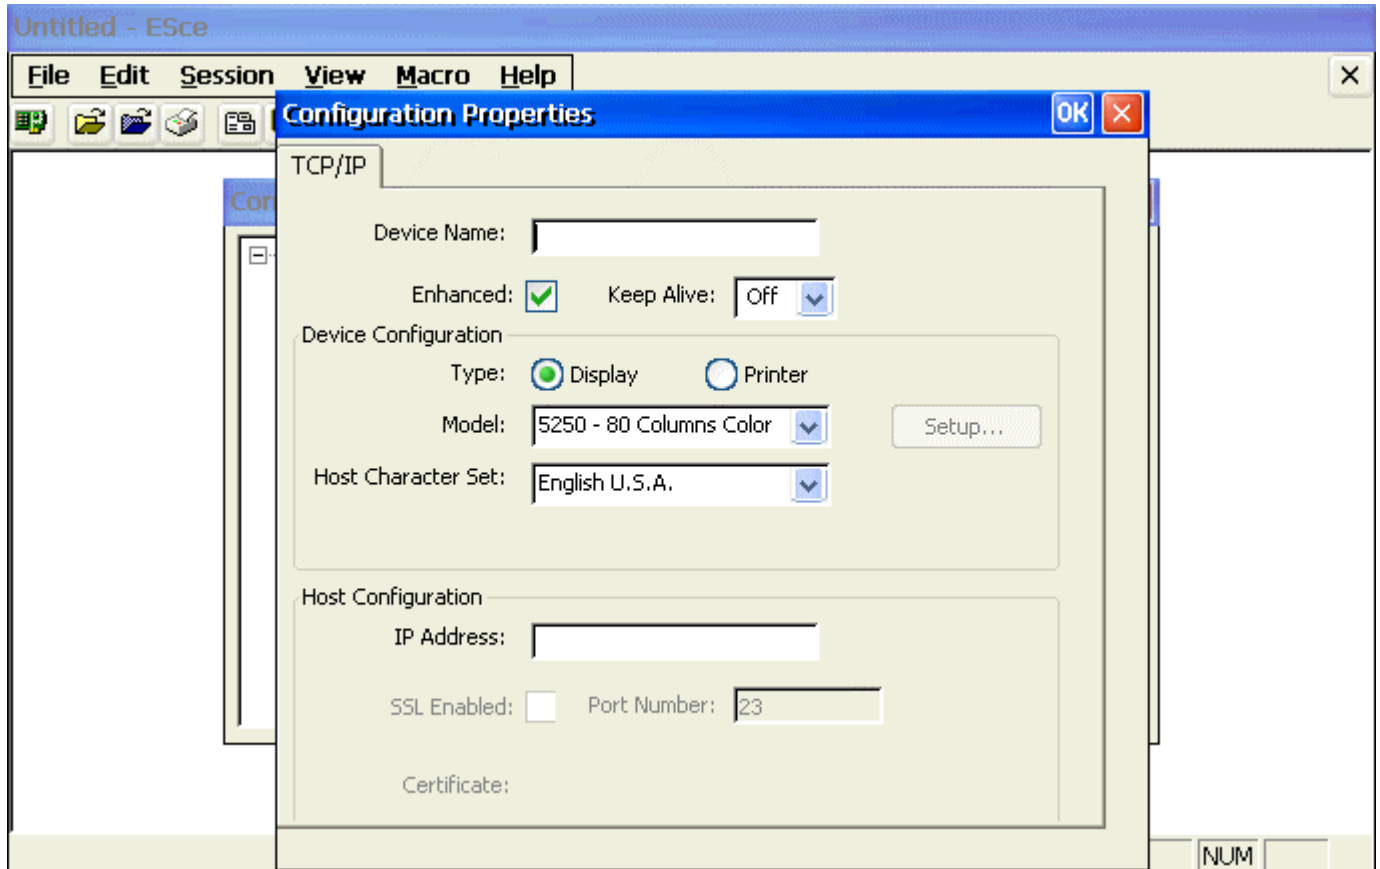 Untitled - ESce
File Edit Session View Macro Help
Configuration Properties OK
TCP/IP
Con
Device Name:
Enhanced: Keep Alive: Off
Device Configuration
Type: Display Printer
Model: 5250 - 80 Columns Color Setup...
Host Character Set: English U.S.A.
Host Configuration
IP Address:
SSL Enabled: Port Number: 23
Certificate:
NUM